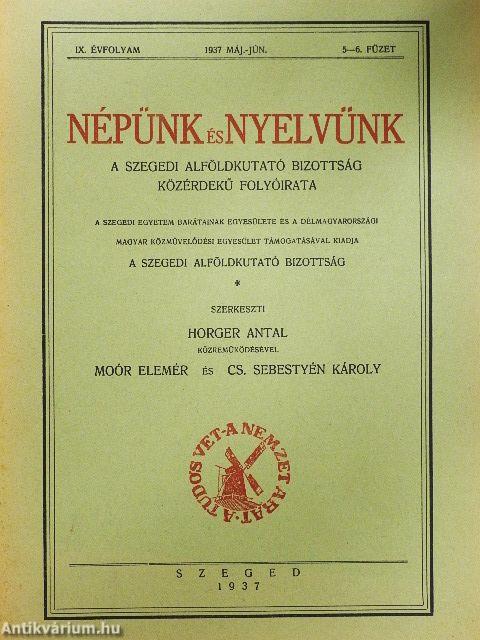 IX. ÉVFOLYAM 1937 MÁJ.-JÚN. 5—6. FÜZET
NÉPÜNK ÉS NYELVÜNK
A SZEGEDI ALFÖLDKUTATÓ BIZOTTSÁG
KÖZÉRDEKŰ FOLYÓIRATA
A SZEGEDI EGYETEM BARÁTAINAK EGYESÜLETE ÉS A DÉLMAGYARORSZÁGI
MAGYAR KÖZMŰVELŐDÉSI EGYESÜLET TÁMOGATÁSÁVAL KIADJA
A SZEGEDI ALFÖLDKUTATÓ BIZOTTSÁG
*
SZERKESZTI
HORGER ANTAL
KÖZREMŰKÖDÉSÉVEL
MOÓR ELEMÉR ÉS CS. SEBESTYÉN KÁROLY
A TUDÓS VET - A NEMZET ARAT ·
SZEGED
1937
Antikvárium.hu